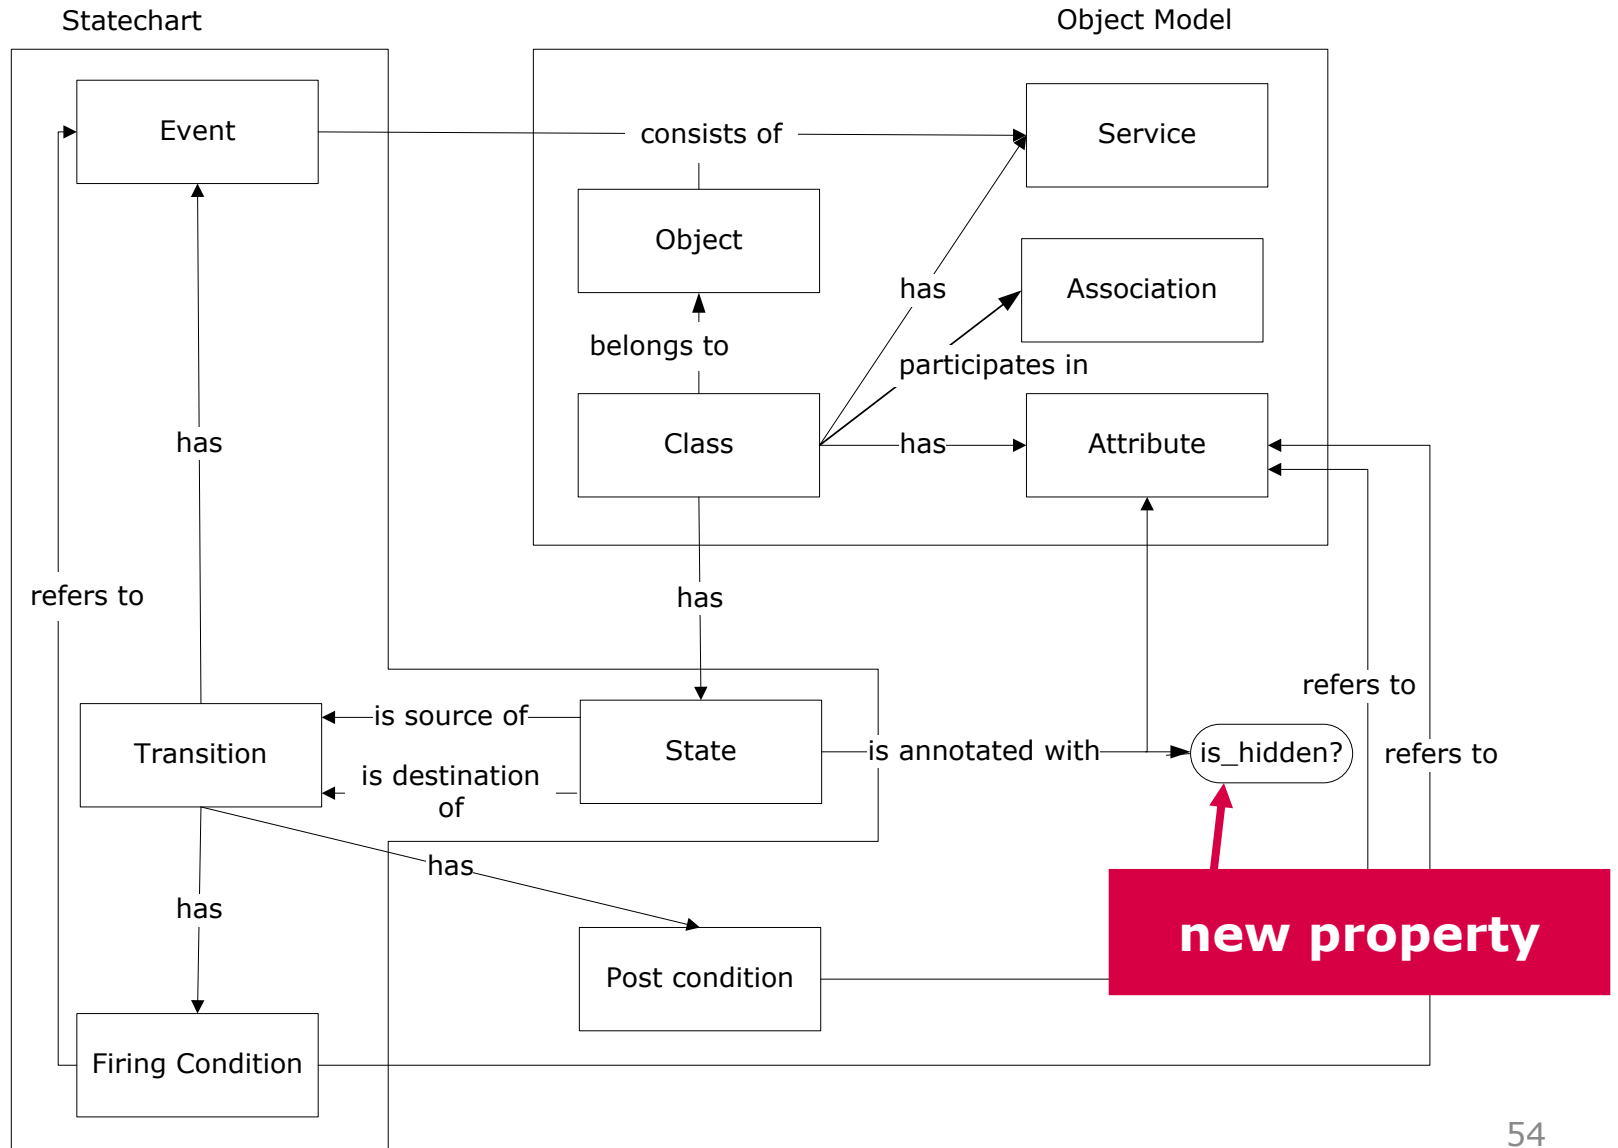 Statechart
Object Model
Event
consists of
Service
Object
has
Association
belongs to
participates in
has
Class
has
Attribute
refers to
has
refers to
is source of
Transition
State
is annotated with
is_hidden?
refers to
is destination
of
has
has
new property
Post condition
Firing Condition
54